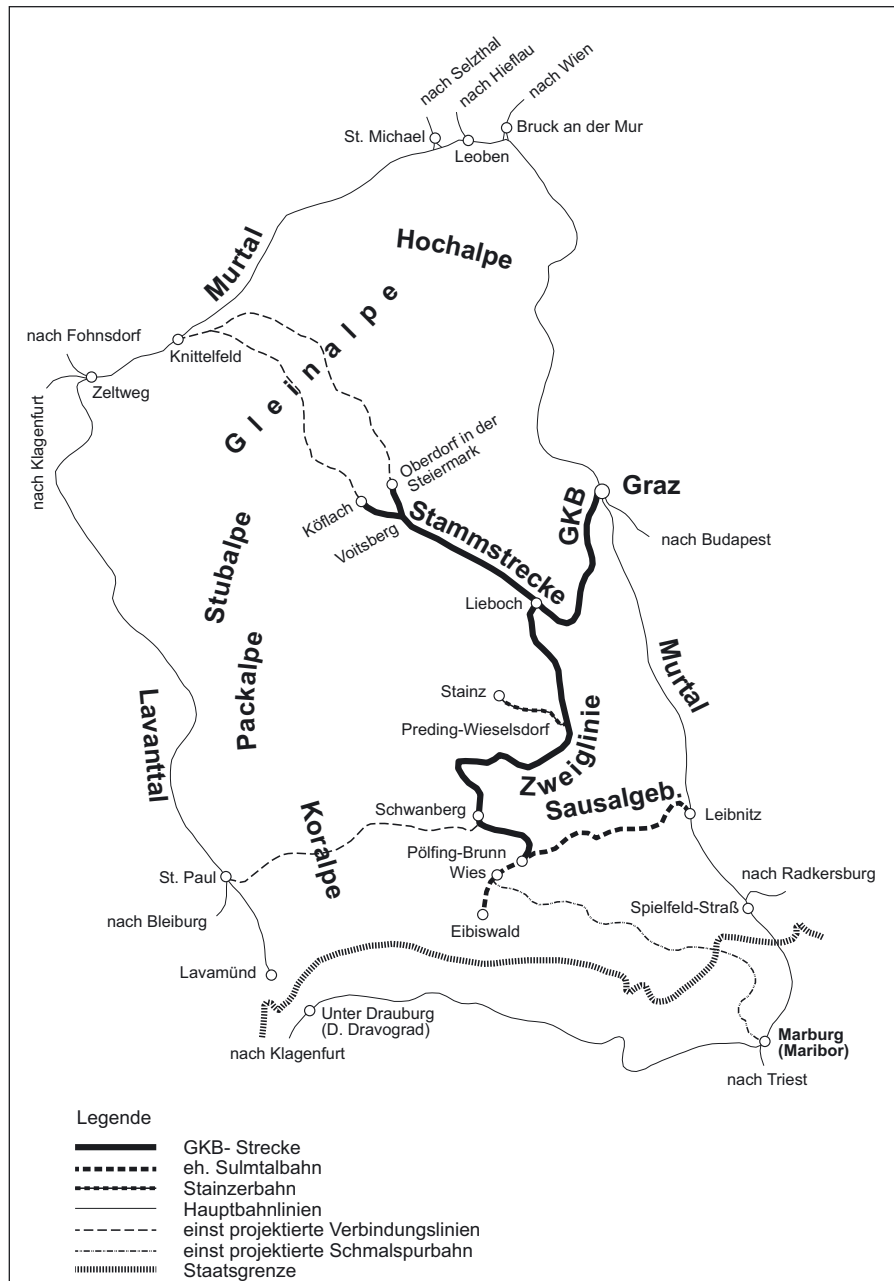 nach Selzthal
nach Hieflau
nach Wien
St. Michael
Bruck an der Mur
Leoben
Hochalpe
Murtal
Gleinalpe
nach Fohnsdorf
Knittelfeld
Zeltweg
nach Klagenfurt
Oberdorf in der
Steiermark
Köflach
Voitsberg
Stammstrecke
GKB
Graz
nach Budapest
Lieboch
Stubalpe
Packalpe
Lavanttal
Murtal
Stainz
Preding-Wieselsdorf
Zweiglinie
Sausalgeb.
Schwanberg
Leibnitz
Koralpe
Pölfing-Brunn
Wies
St. Paul
nach Radkersburg
nach Bleiburg
Spielfeld-Straß
Eibiswald
Lavamünd
Unter Drauburg
(D. Dravograd)
nach Klagenfurt
Marburg
(Maribor)
nach Triest
Legende
GKB- Strecke
eh. Sulmtalbahn
Stainzerbahn
Hauptbahnlinien
einst projektierte Verbindungslinien
einst projektierte Schmalspurbahn
Staatsgrenze